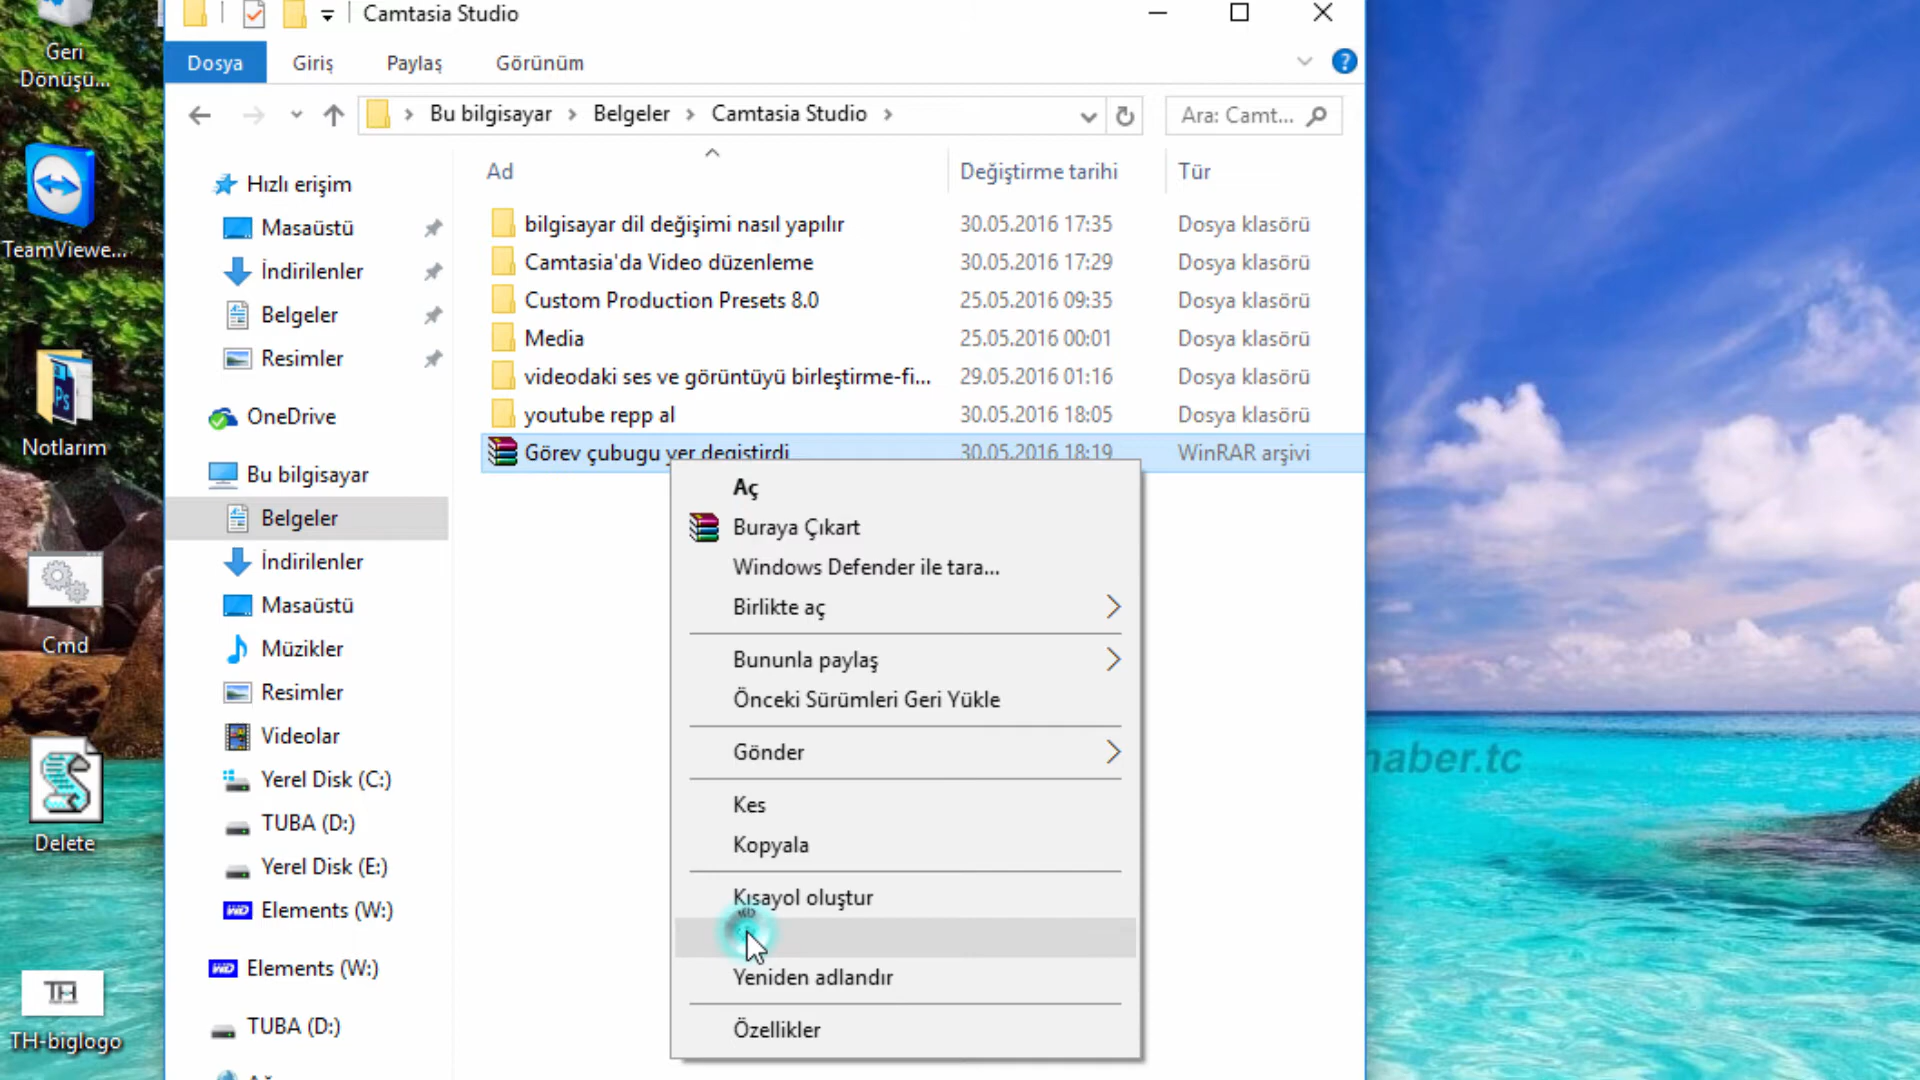 Camtasia Studio
Geri
Dönüşü...
Dosya
Giriş
Paylaş
Görünüm
Bu bilgisayar
Belgeler
Camtasia Studio
Ara: Camt...
Ad
Değiştirme tarihi
Tür
Hızlı erişim
Masaüstü
İndirilenler
Belgeler
Resimler
OneDrive
Bu bilgisayar
Belgeler
İndirilenler
Masaüstü
Müzikler
Resimler
Videolar
Yerel Disk (C:)
TUBA (D:)
Yerel Disk (E:)
WD Elements (W:)
WD Elements (W:)
TUBA (D:)
TeamViewe...
Ps
Notlarım
Cmd
Delete
TH
TH-biglogo
bilgisayar dil değişimi nasıl yapılır 30.05.2016 17:35 Dosya klasörü
Camtasia'da Video düzenleme 30.05.2016 17:29 Dosya klasörü
Custom Production Presets 8.0 25.05.2016 09:35 Dosya klasörü
Media 25.05.2016 00:01 Dosya klasörü
videodaki ses ve görüntüyü birleştirme-fi... 29.05.2016 01:16 Dosya klasörü
youtube repp al 30.05.2016 18:05 Dosya klasörü
Görev çubugu yer degistirdi 30.05.2016 18:19 WinRAR arşivi
Aç
Buraya Çıkart
Windows Defender ile tara...
Birlikte aç
Bununla paylaş
Önceki Sürümleri Geri Yükle
Gönder
Kes
Kopyala
Kısayol oluştur
Yeniden adlandır
Özellikler
haber.tc